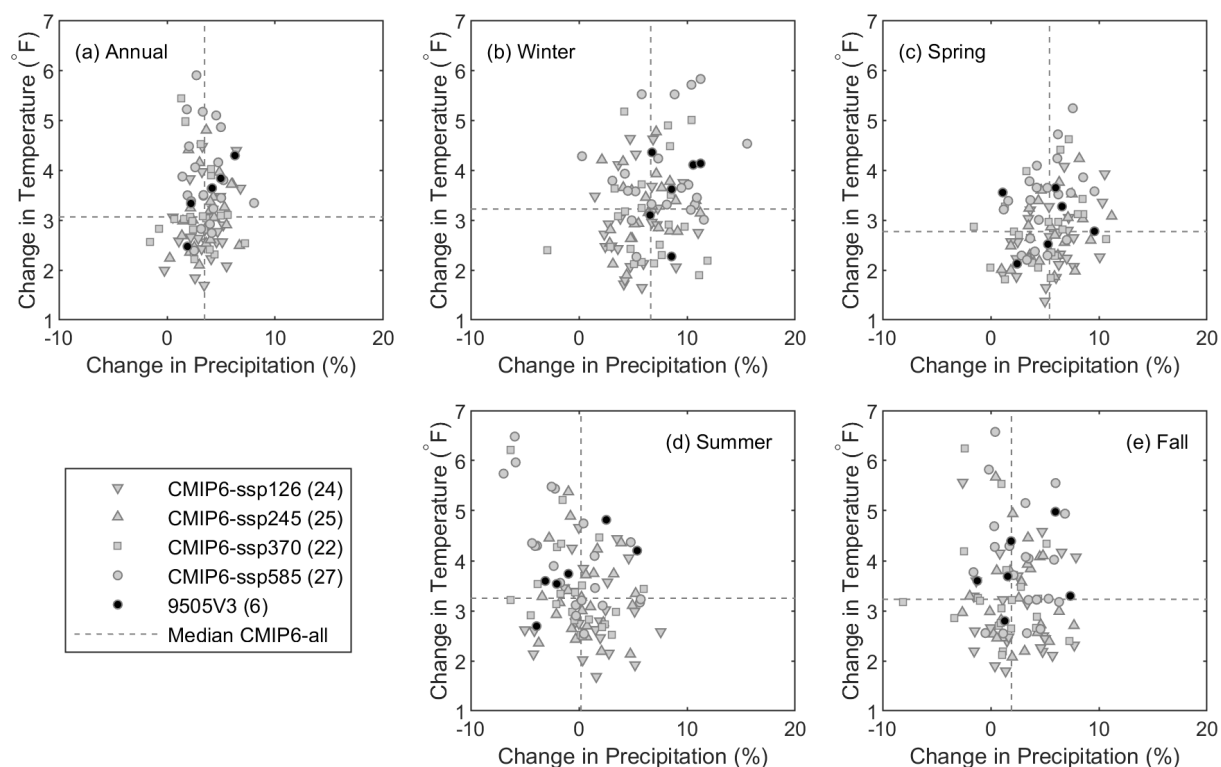 7
6
5
4
3
2
1
-10
0
10
20
Change in Temperature (°F)
Change in Precipitation (%)
(a) Annual
7
6
5
4
3
2
1
-10
0
10
20
Change in Temperature (°F)
Change in Precipitation (%)
(b) Winter
7
6
5
4
3
2
1
-10
0
10
20
Change in Temperature (°F)
Change in Precipitation (%)
(c) Spring
CMIP6-ssp126 (24)
CMIP6-ssp245 (25)
CMIP6-ssp370 (22)
CMIP6-ssp585 (27)
9505V3 (6)
Median CMIP6-all
7
6
5
4
3
2
1
-10
0
10
20
Change in Temperature (°F)
Change in Precipitation (%)
(d) Summer
7
6
5
4
3
2
1
-10
0
10
20
Change in Temperature (°F)
Change in Precipitation (%)
(e) Fall